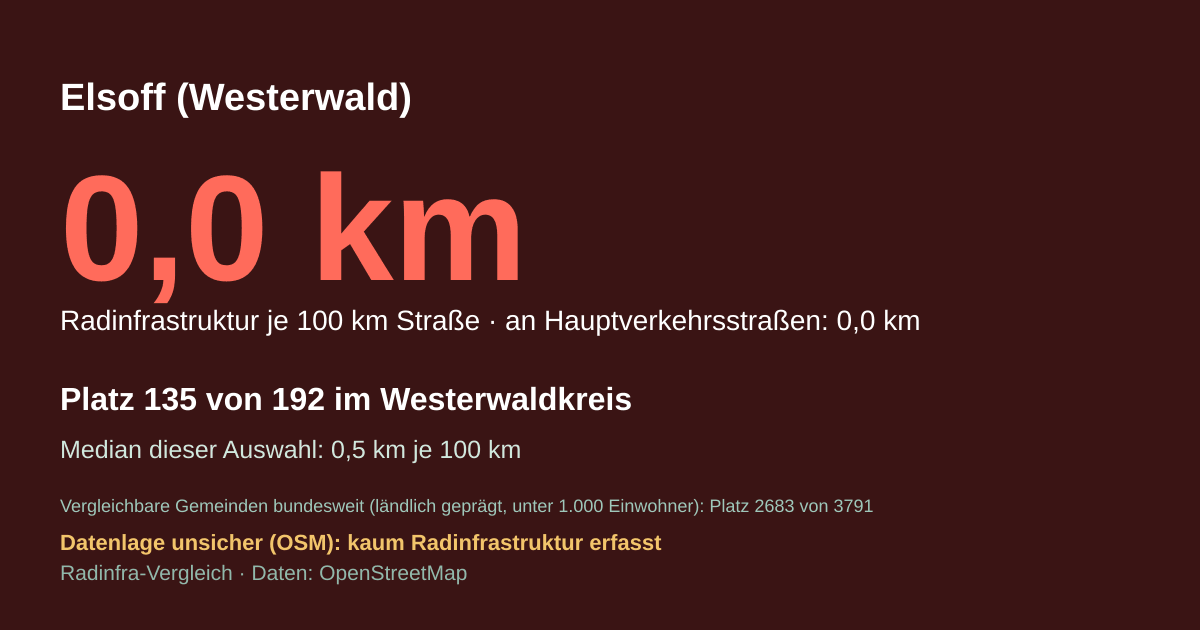 Elsoff (Westerwald)
0,0 km
Radinfrastruktur je 100 km Straße · an Hauptverkehrsstraßen: 0,0 km
Platz 135 von 192 im Westerwaldkreis
Median dieser Auswahl: 0,5 km je 100 km
Vergleichbare Gemeinden bundesweit (ländlich geprägt, unter 1.000 Einwohner): Platz 2683 von 3791
Datenlage unsicher (OSM): kaum Radinfrastruktur erfasst
Radinfra-Vergleich · Daten: OpenStreetMap